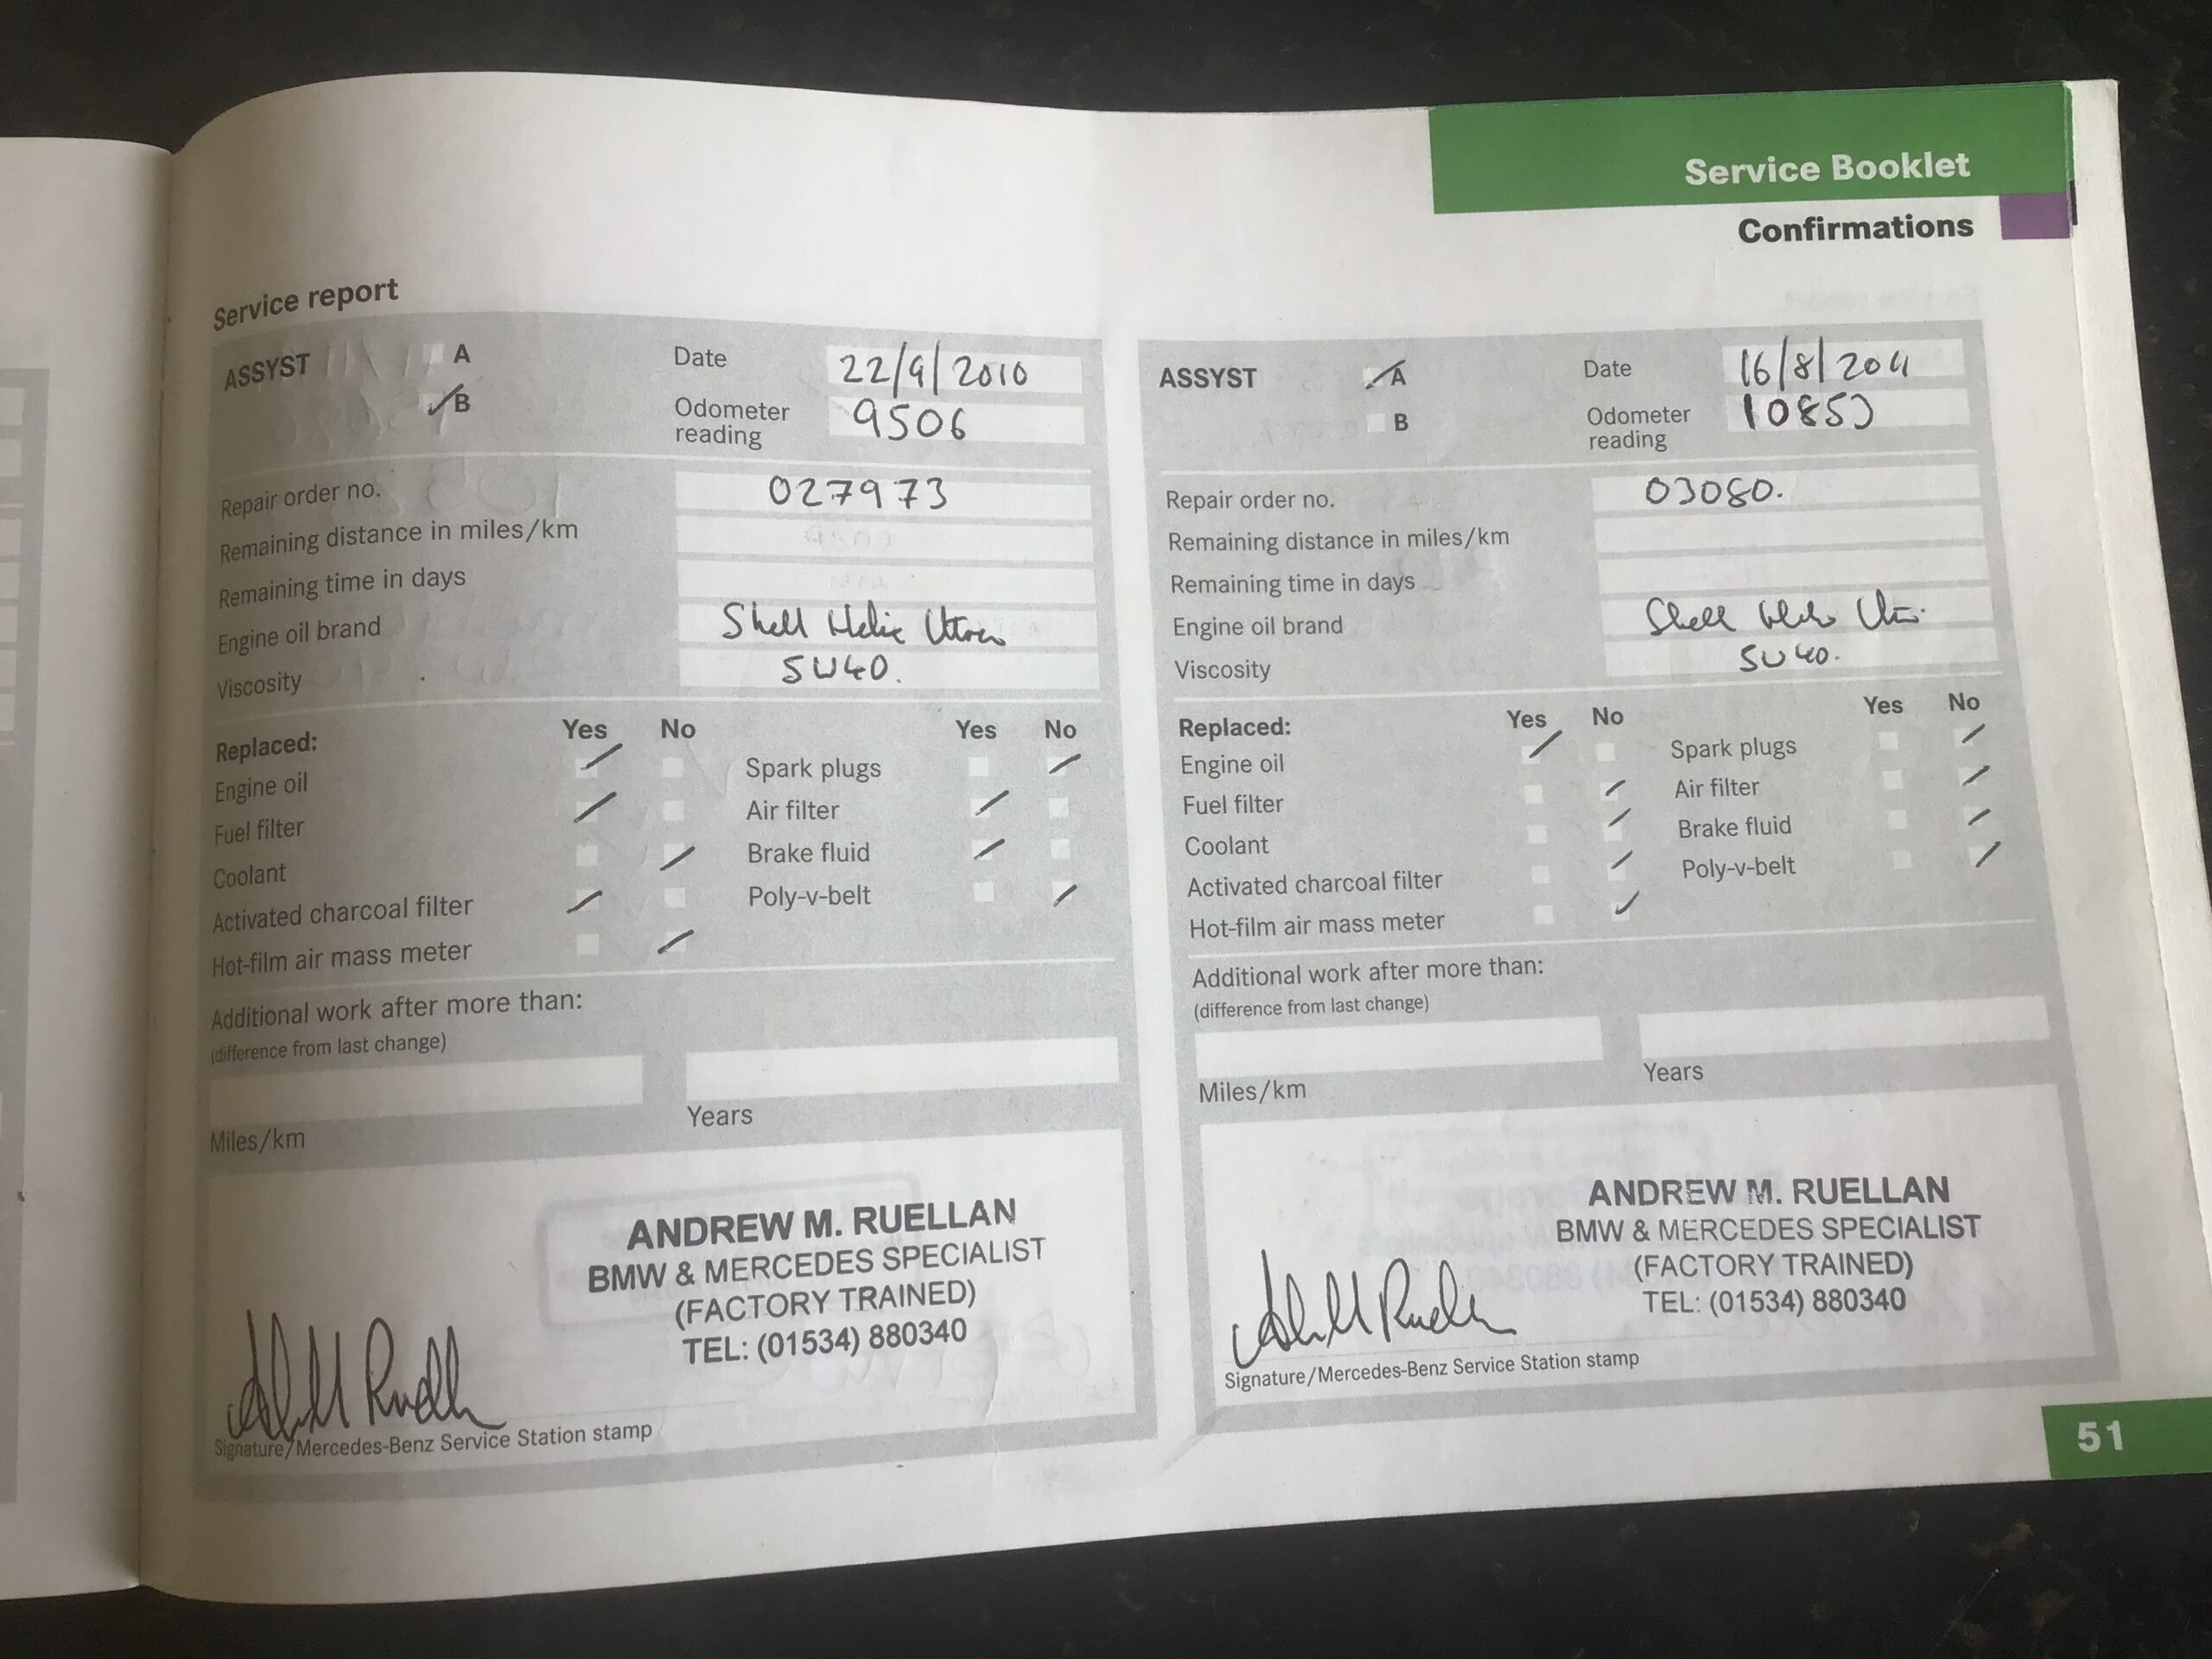 Service Booklet
Confirmations
Service report
ASSYST
A
B
Date 22/9/2010
Odometer reading 9506
Repair order no. 027973
Remaining distance in miles/km
Remaining time in days
Engine oil brand Shell Helix Ultra
Viscosity 5W40.
Replaced: Yes No Yes No
Engine oil Spark plugs
Fuel filter Air filter
Coolant Brake fluid
Activated charcoal filter Poly-v-belt
Hot-film air mass meter
Additional work after more than:
(difference from last change)
Miles/km Years
ANDREW M. RUELLAN
BMW & MERCEDES SPECIALIST
(FACTORY TRAINED)
TEL: (01534) 880340
Signature/Mercedes-Benz Service Station stamp
ASSYST
A
B
Date 16/8/2011
Odometer reading
Repair order no. 03080.
Remaining distance in miles/km
Remaining time in days
Engine oil brand Shell Helix Ultra
Viscosity 5W40.
Replaced: Yes No Yes No
Engine oil Spark plugs
Fuel filter Air filter
Coolant Brake fluid
Activated charcoal filter Poly-v-belt
Hot-film air mass meter
Additional work after more than:
(difference from last change)
Miles/km Years
ANDREW M. RUELLAN
BMW & MERCEDES SPECIALIST
(FACTORY TRAINED)
TEL: (01534) 880340
Signature/Mercedes-Benz Service Station stamp
51